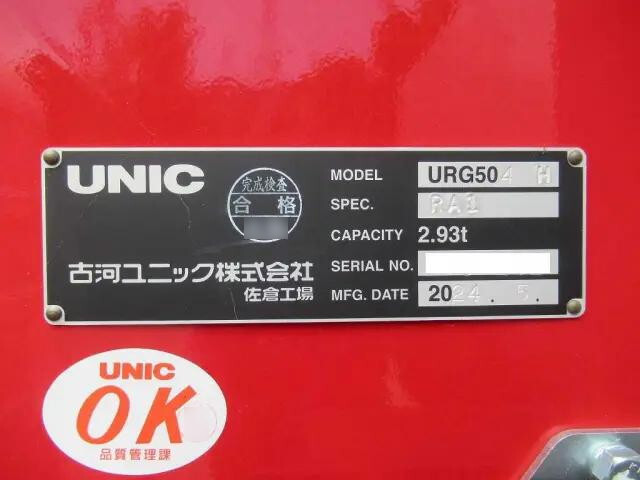 UNIC
完成検査
合格
古河ユニック株式会社
佐倉工場
MODEL URG504 H
SPEC. RA1
CAPACITY 2.93t
SERIAL NO.
MFG. DATE 2024. 5.
UNIC
OK
品質管理課